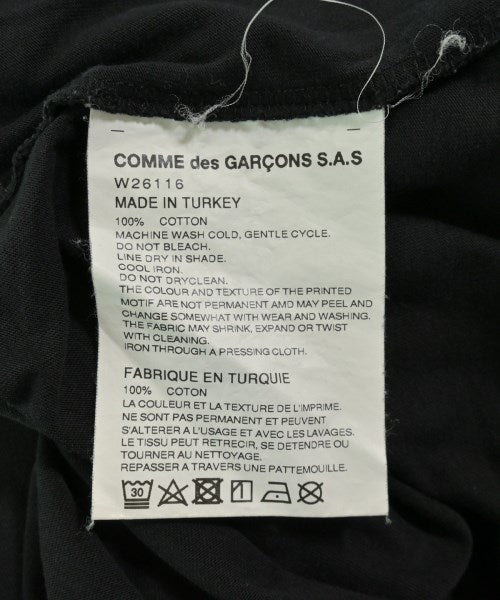 COMME des GARÇONS S.A.S
W26116
MADE IN TURKEY
100% COTTON
MACHINE WASH COLD, GENTLE CYCLE.
DO NOT BLEACH.
LINE DRY IN SHADE.
COOL IRON.
DO NOT DRYCLEAN.
THE COLOUR AND TEXTURE OF THE PRINTED
MOTIF ARE NOT PERMANENT AMD MAY PEEL AND
CHANGE SOMEWHAT WITH WEAR AND WASHING.
THE FABRIC MAY SHRINK, EXPAND OR TWIST
WITH CLEANING.
IRON THROUGH A PRESSING CLOTH.
FABRIQUE EN TURQUIE
100% COTON
LA COULEUR ET LA TEXTURE DE L'IMPRIME.
NE SONT PAS PERMANENT ET PEUVENT
S'ALTERER A L'USAGE ET AVEC LES LAVAGES.
LE TISSU PEUT RETRECIR, SE DETENDRE OU
TOURNER AU NETTOYAGE.
REPASSER A TRAVERS UNE PATTEMOUILLE.
30